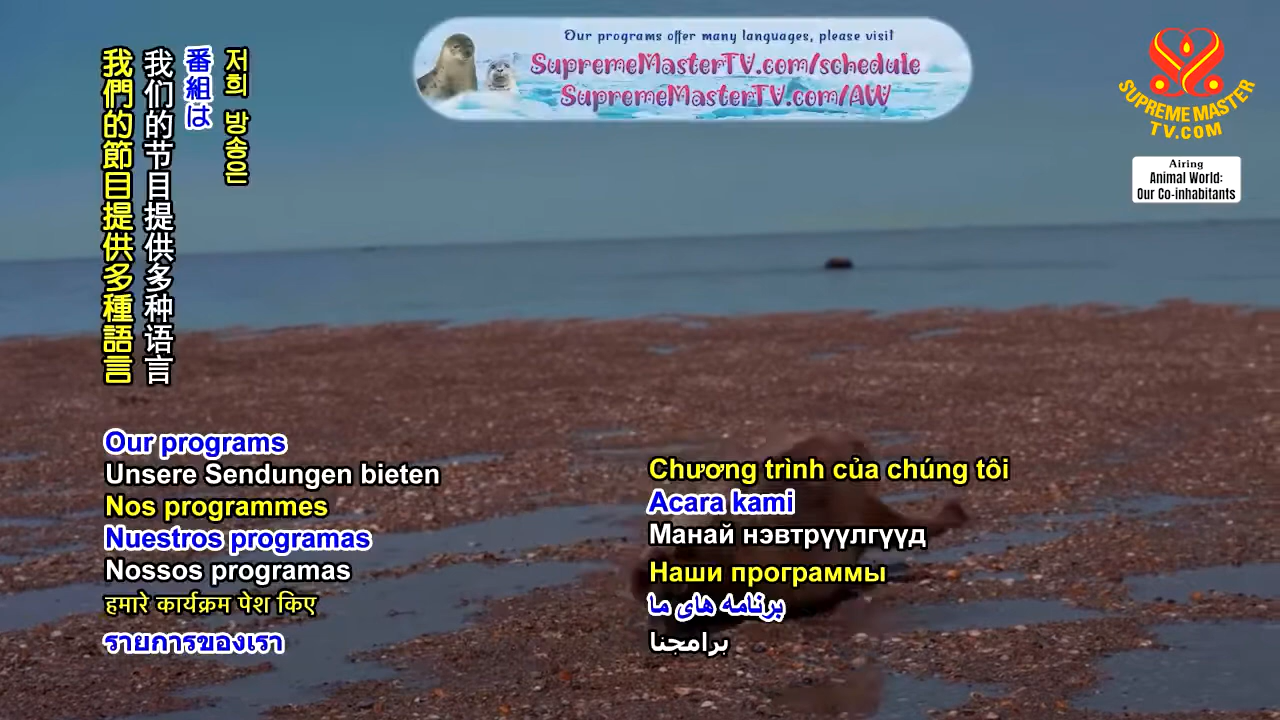 Our programs offer many languages, please visit
SupremeMasterTV.com/schedule
SupremeMasterTV.com/AW
SUPREME MASTER
TV.COM
Airing
Animal World:
Our Co-inhabitants
저희 방송은
番組は
我们的节目提供多种语言
我們的節目提供多種語言
Our programs
Unsere Sendungen bieten
Nos programmes
Nuestros programas
Nossos programas
हमारे कार्यक्रम पेश किए
รายการของเรา
Chương trình của chúng tôi
Acara kami
Манай нэвтрүүлгүүд
Наши программы
برنامه های ما
برامجنا